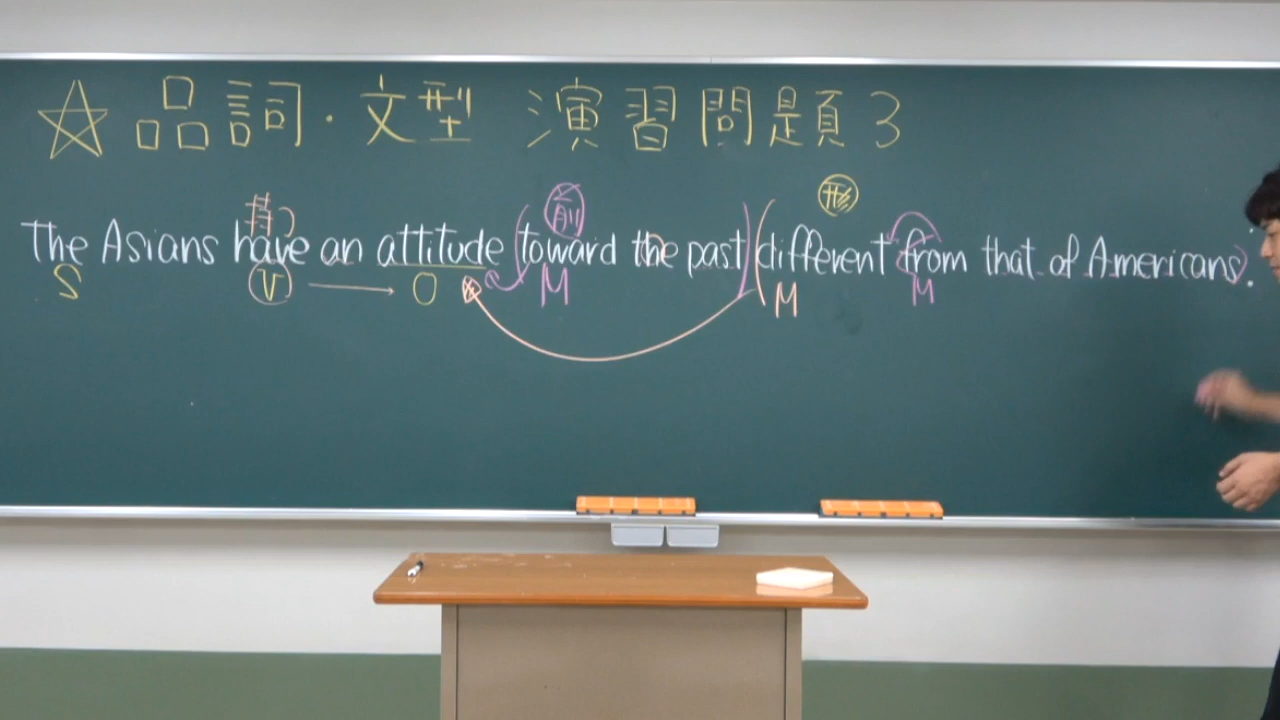 ☆ 品詞・文型 演習問題3
前 形
The Asians have an attitude toward the past different from that of Americans.
S V O M M M